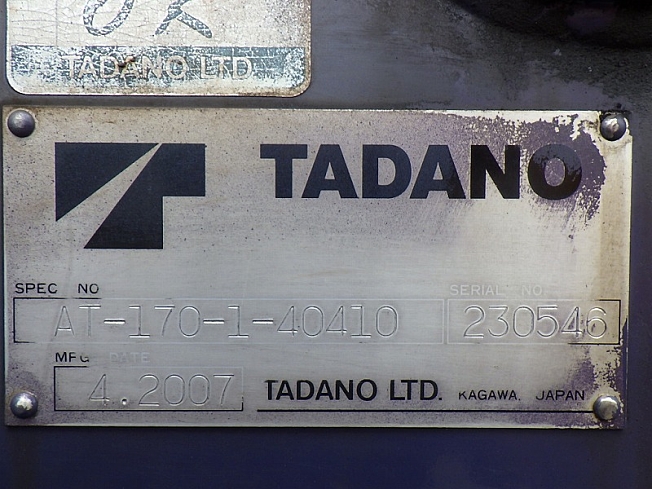 OK
TADANO LTD
TADANO
SPEC NO SERIAL NO
AT-170-1-40410 230546
MFG DATE
4.2007 TADANO LTD. KAGAWA, JAPAN